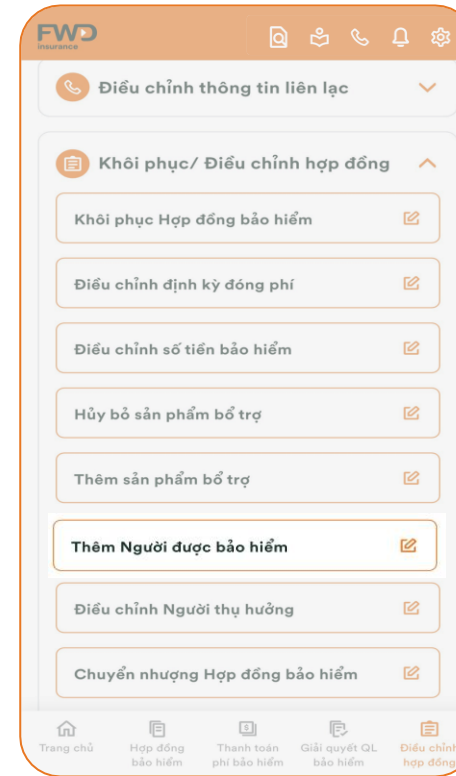 FWD
insurance
Điều chỉnh thông tin liên lạc
Khôi phục/ Điều chỉnh hợp đồng
Khôi phục Hợp đồng bảo hiểm
Điều chỉnh định kỳ đóng phí
Điều chỉnh số tiền bảo hiểm
Hủy bỏ sản phẩm bổ trợ
Thêm sản phẩm bổ trợ
Thêm Người được bảo hiểm
Điều chỉnh Người thụ hưởng
Chuyển nhượng Hợp đồng bảo hiểm
Trang chủ
Hợp đồng
bảo hiểm
Thanh toán
phí bảo hiểm
Giải quyết QL
bảo hiểm
Điều chỉnh
hợp đồng